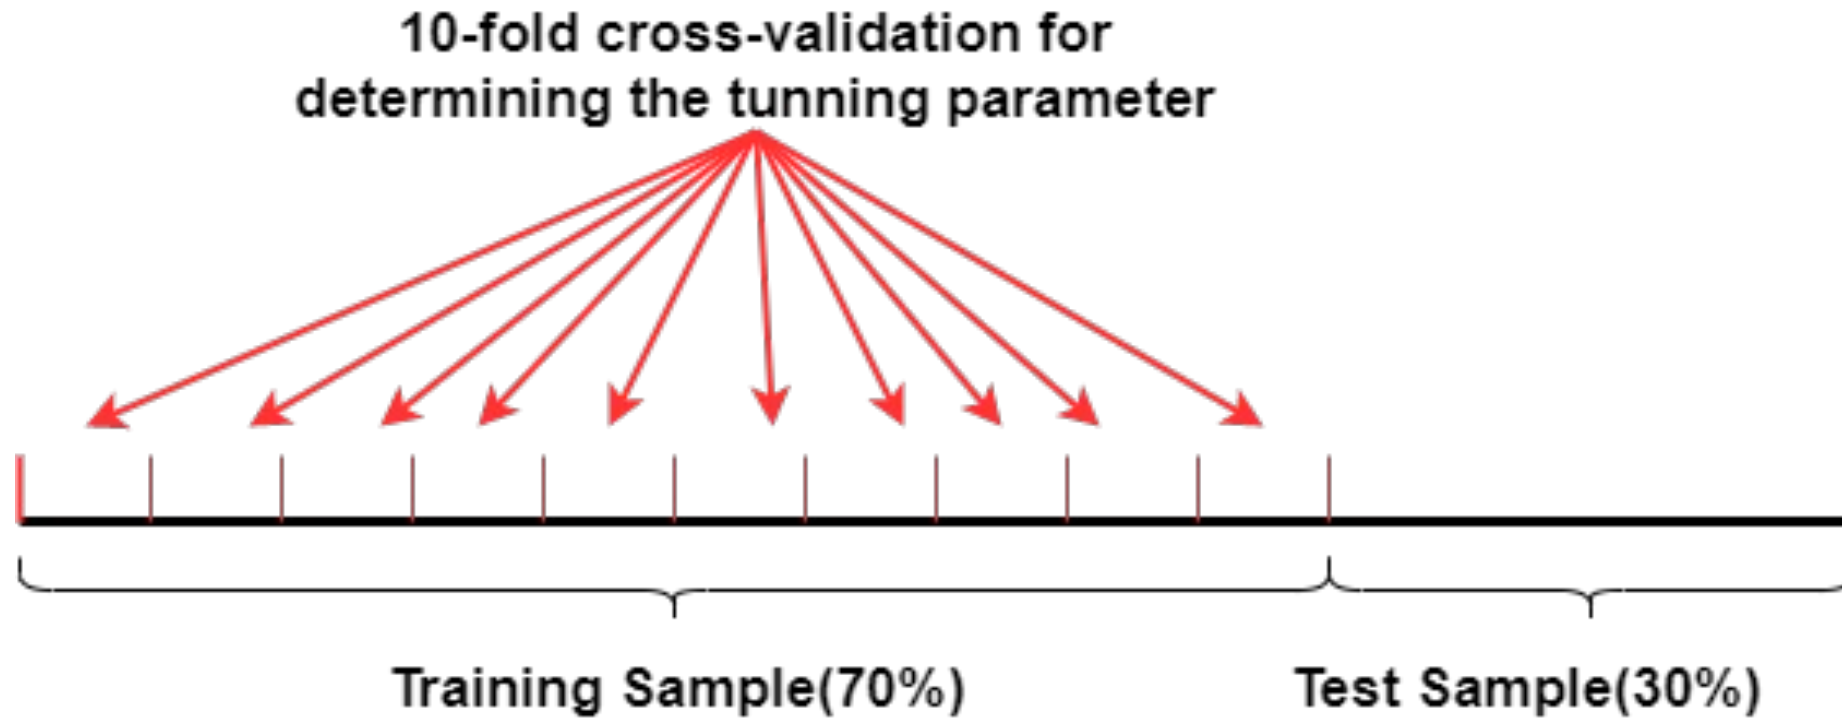 10-fold cross-validation for
determining the tunning parameter
Training Sample(70%)
Test Sample(30%)